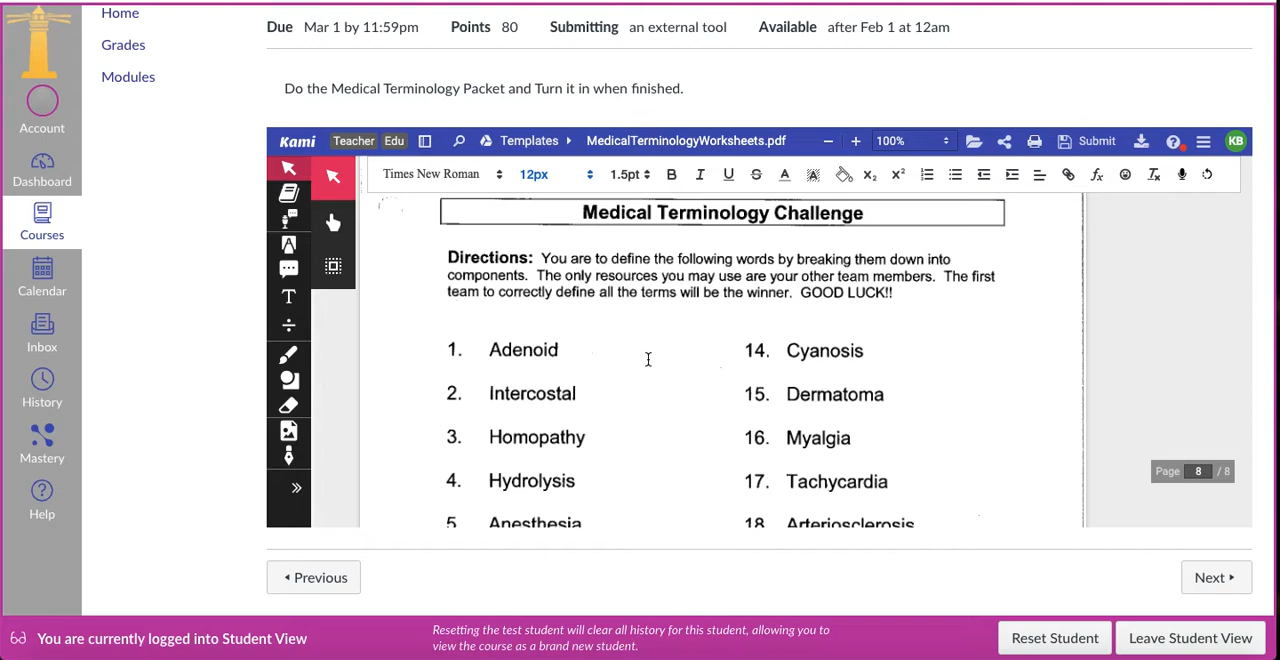 Home
Grades
Modules
Account
Dashboard
Courses
Calendar
Inbox
History
Mastery
Help
Due Mar 1 by 11:59pm Points 80 Submitting an external tool Available after Feb 1 at 12am
Do the Medical Terminology Packet and Turn it in when finished.
Kami Teacher Edu Templates MedicalTerminologyWorksheets.pdf 100% Submit KB
Times New Roman 12px 1.5pt B I U S A
Medical Terminology Challenge
Directions: You are to define the following words by breaking them down into
components. The only resources you may use are your other team members. The first
team to correctly define all the terms will be the winner. GOOD LUCK!!
1. Adenoid 14. Cyanosis
2. Intercostal 15. Dermatoma
3. Homopathy 16. Myalgia
4. Hydrolysis 17. Tachycardia
5. Anesthesia 18. Arteriosclerosis
Page 8 / 8
Previous Next
You are currently logged into Student View
Resetting the test student will clear all history for this student, allowing you to
view the course as a brand new student.
Reset Student Leave Student View